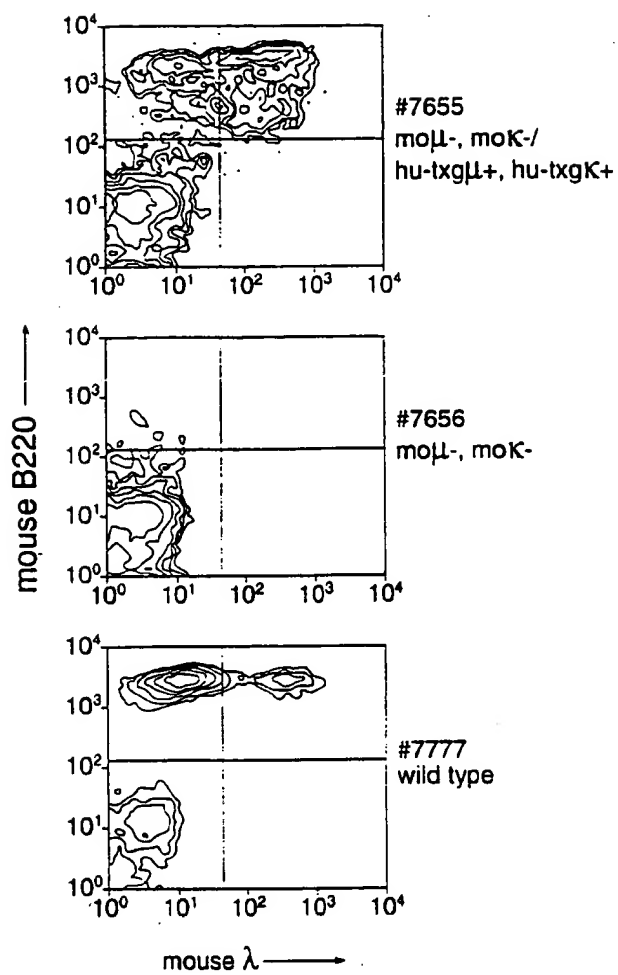 10⁴
10³
10²
10¹
10⁰
10⁰ 10¹ 10² 10³ 10⁴
#7655
moμ-, moκ-/
hu-txgμ+, hu-txgκ+
10⁴
10³
10²
10¹
10⁰
10⁰ 10¹ 10² 10³ 10⁴
#7656
moμ-, moκ-
10⁴
10³
10²
10¹
10⁰
10⁰ 10¹ 10² 10³ 10⁴
#7777
wild type
mouse B220
mouse λ